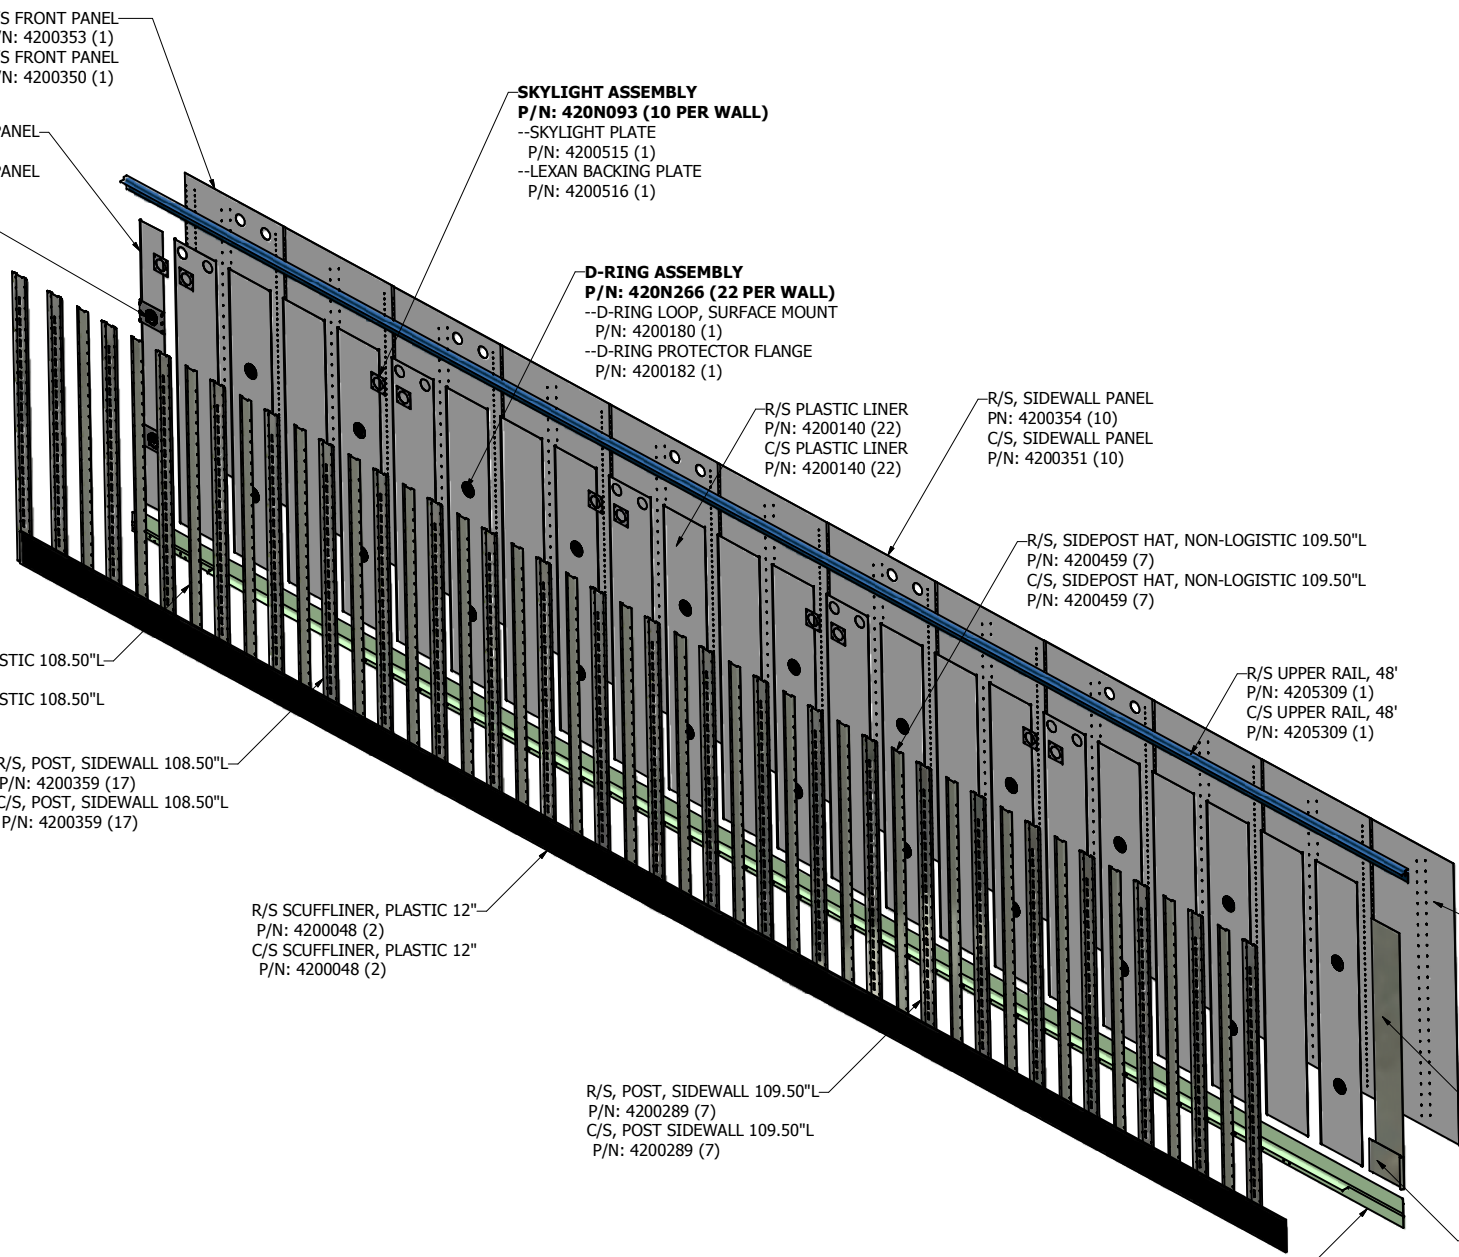 S FRONT PANEL
N: 4200353 (1)
S FRONT PANEL
N: 4200350 (1)
PANEL
PANEL
SKYLIGHT ASSEMBLY
P/N: 420N093 (10 PER WALL)
--SKYLIGHT PLATE
P/N: 4200515 (1)
--LEXAN BACKING PLATE
P/N: 4200516 (1)
D-RING ASSEMBLY
P/N: 420N266 (22 PER WALL)
--D-RING LOOP, SURFACE MOUNT
P/N: 4200180 (1)
--D-RING PROTECTOR FLANGE
P/N: 4200182 (1)
R/S PLASTIC LINER
P/N: 4200140 (22)
C/S PLASTIC LINER
P/N: 4200140 (22)
R/S, SIDEWALL PANEL
PN: 4200354 (10)
C/S, SIDEWALL PANEL
P/N: 4200351 (10)
R/S, SIDEPOST HAT, NON-LOGISTIC 109.50"L
P/N: 4200459 (7)
C/S, SIDEPOST HAT, NON-LOGISTIC 109.50"L
P/N: 4200459 (7)
R/S UPPER RAIL, 48'
P/N: 4205309 (1)
C/S UPPER RAIL, 48'
P/N: 4205309 (1)
STIC 108.50"L
STIC 108.50"L
R/S, POST, SIDEWALL 108.50"L
P/N: 4200359 (17)
C/S, POST, SIDEWALL 108.50"L
P/N: 4200359 (17)
R/S SCUFFLINER, PLASTIC 12"
P/N: 4200048 (2)
C/S SCUFFLINER, PLASTIC 12"
P/N: 4200048 (2)
R/S, POST, SIDEWALL 109.50"L
P/N: 4200289 (7)
C/S, POST SIDEWALL 109.50"L
P/N: 4200289 (7)